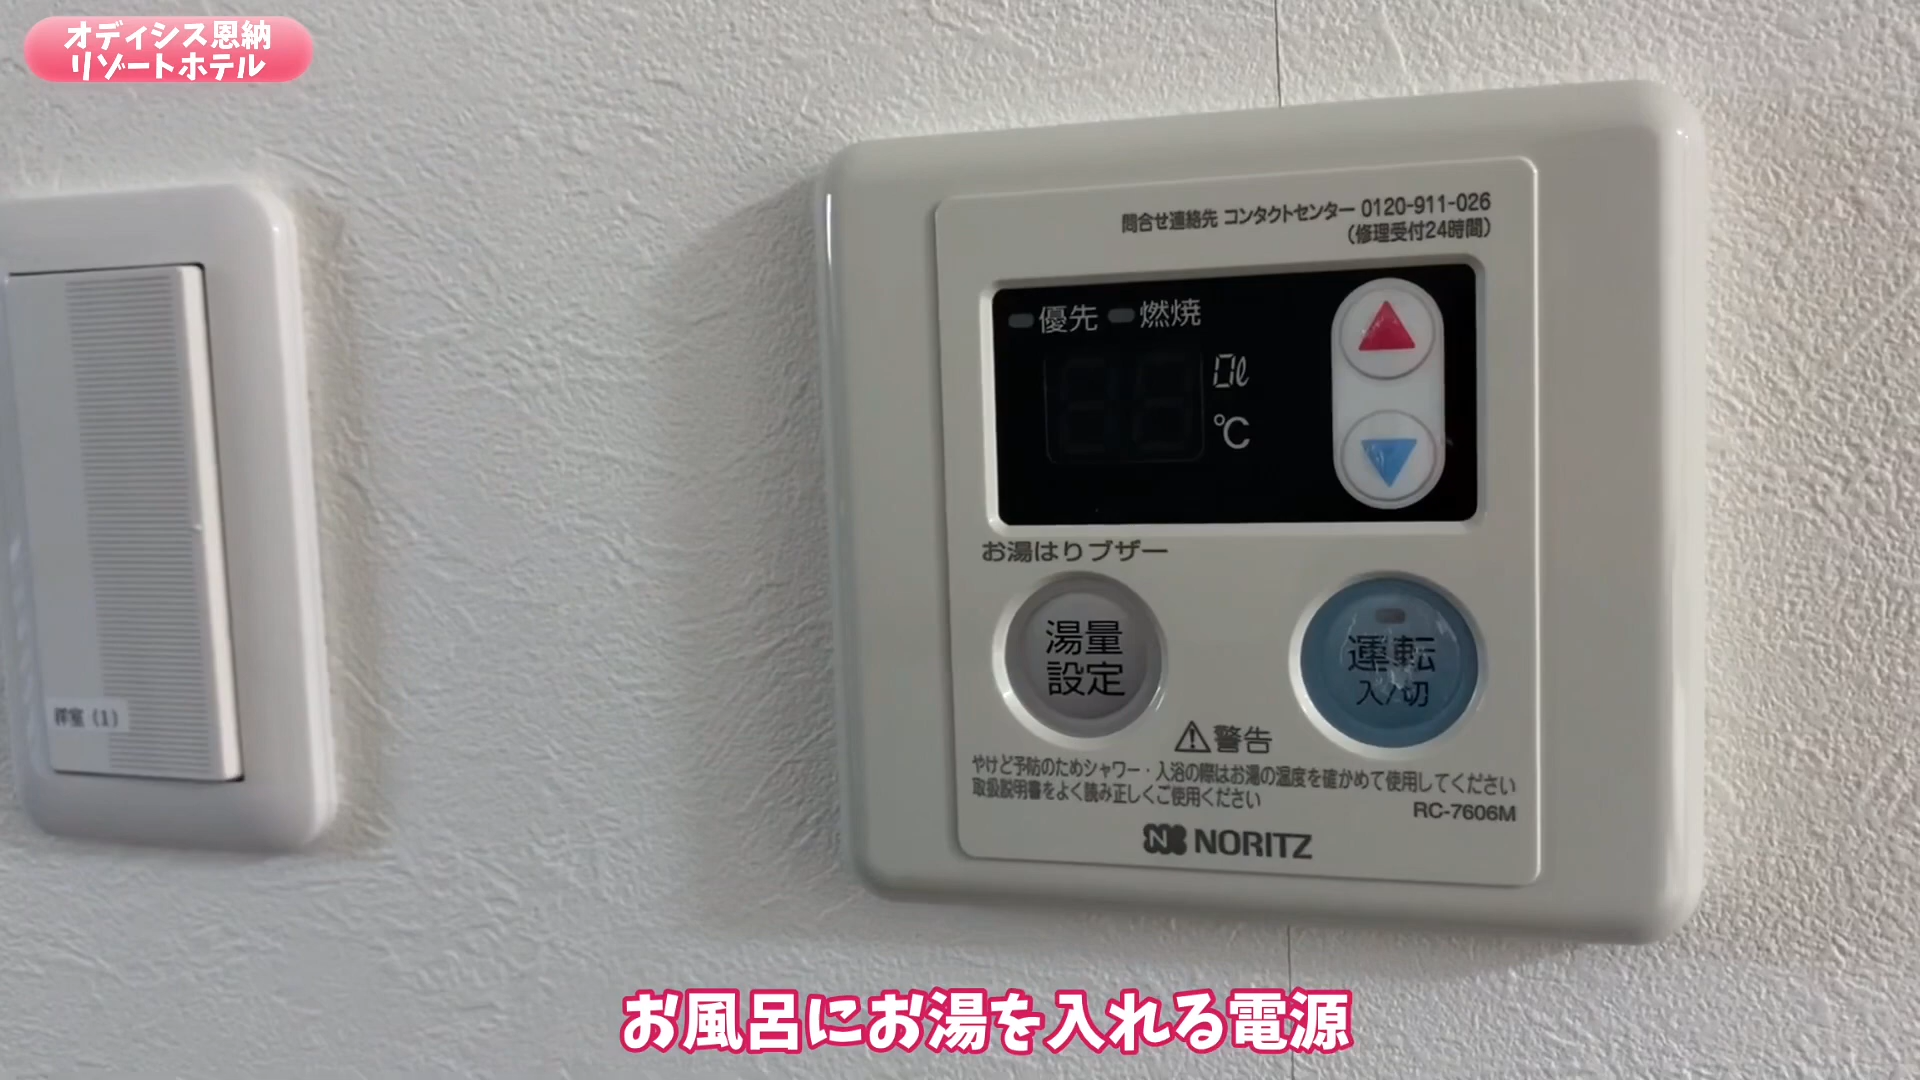 オディシス恩納
リゾートホテル
問合せ連絡先 コンタクトセンター 0120-911-026
(修理受付24時間)
優先 燃焼
℃
お湯はりブザー
湯量
設定
運転
入/切
洋室(1)
⚠警告
やけど予防のためシャワー・入浴の際はお湯の温度を確かめて使用してください
取扱説明書をよく読み正しくご使用ください
RC-7606M
NORITZ
お風呂にお湯を入れる電源